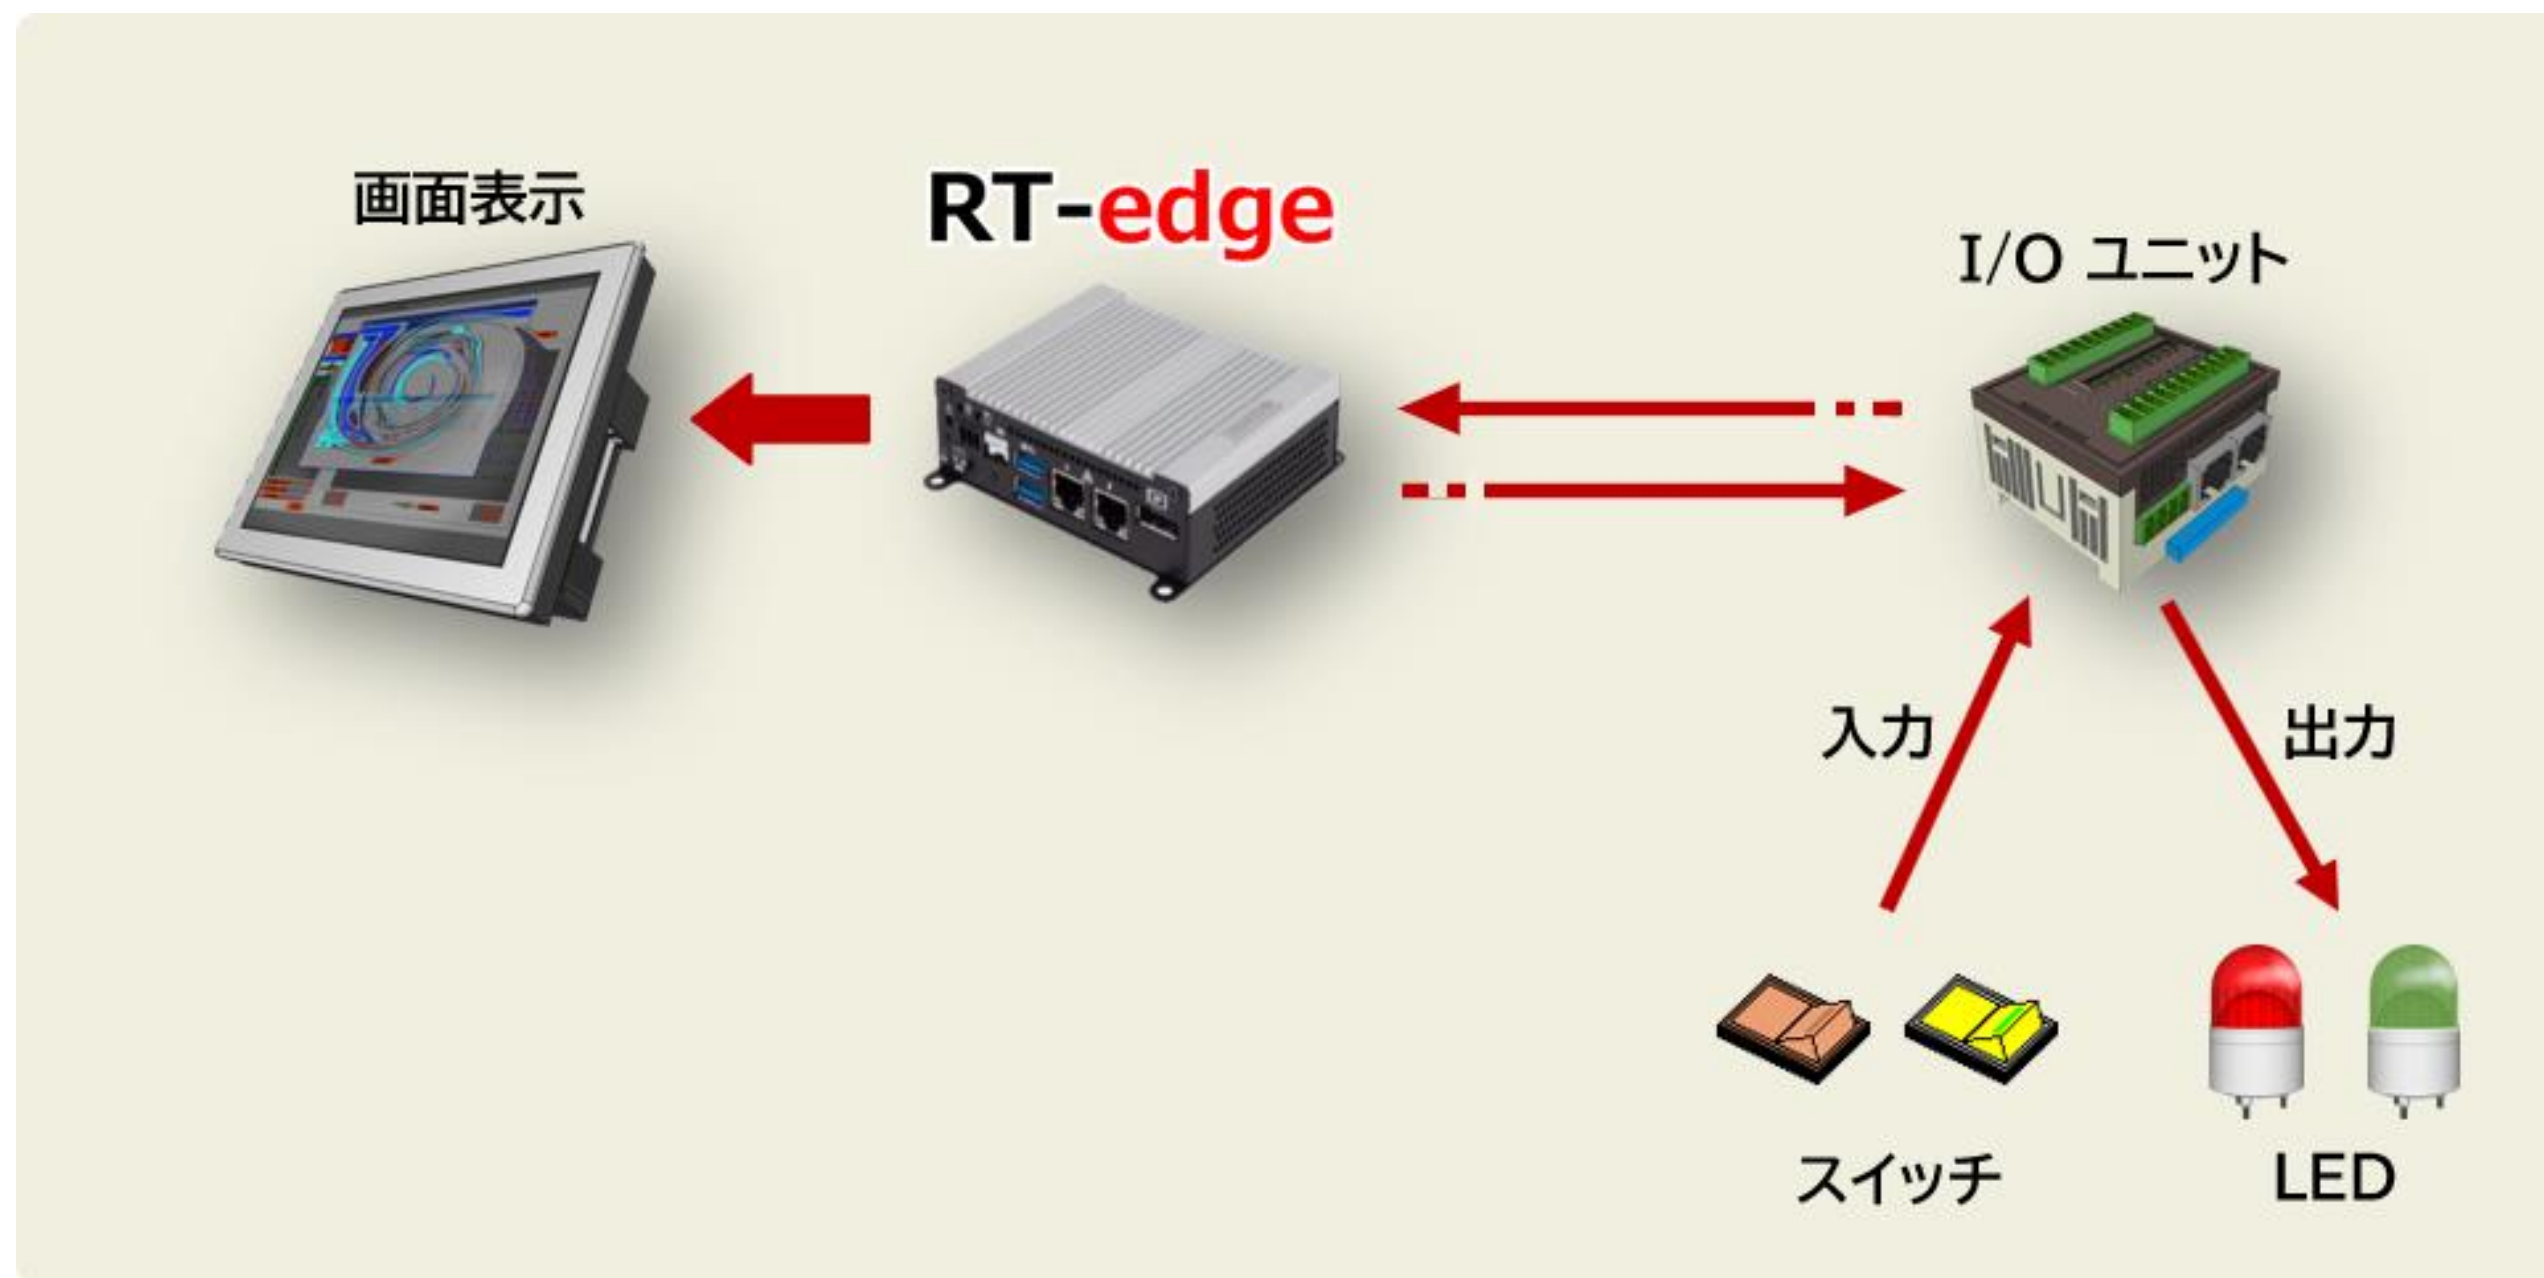 画面表示
RT-edge
I/O ユニット
入力
出力
スイッチ
LED